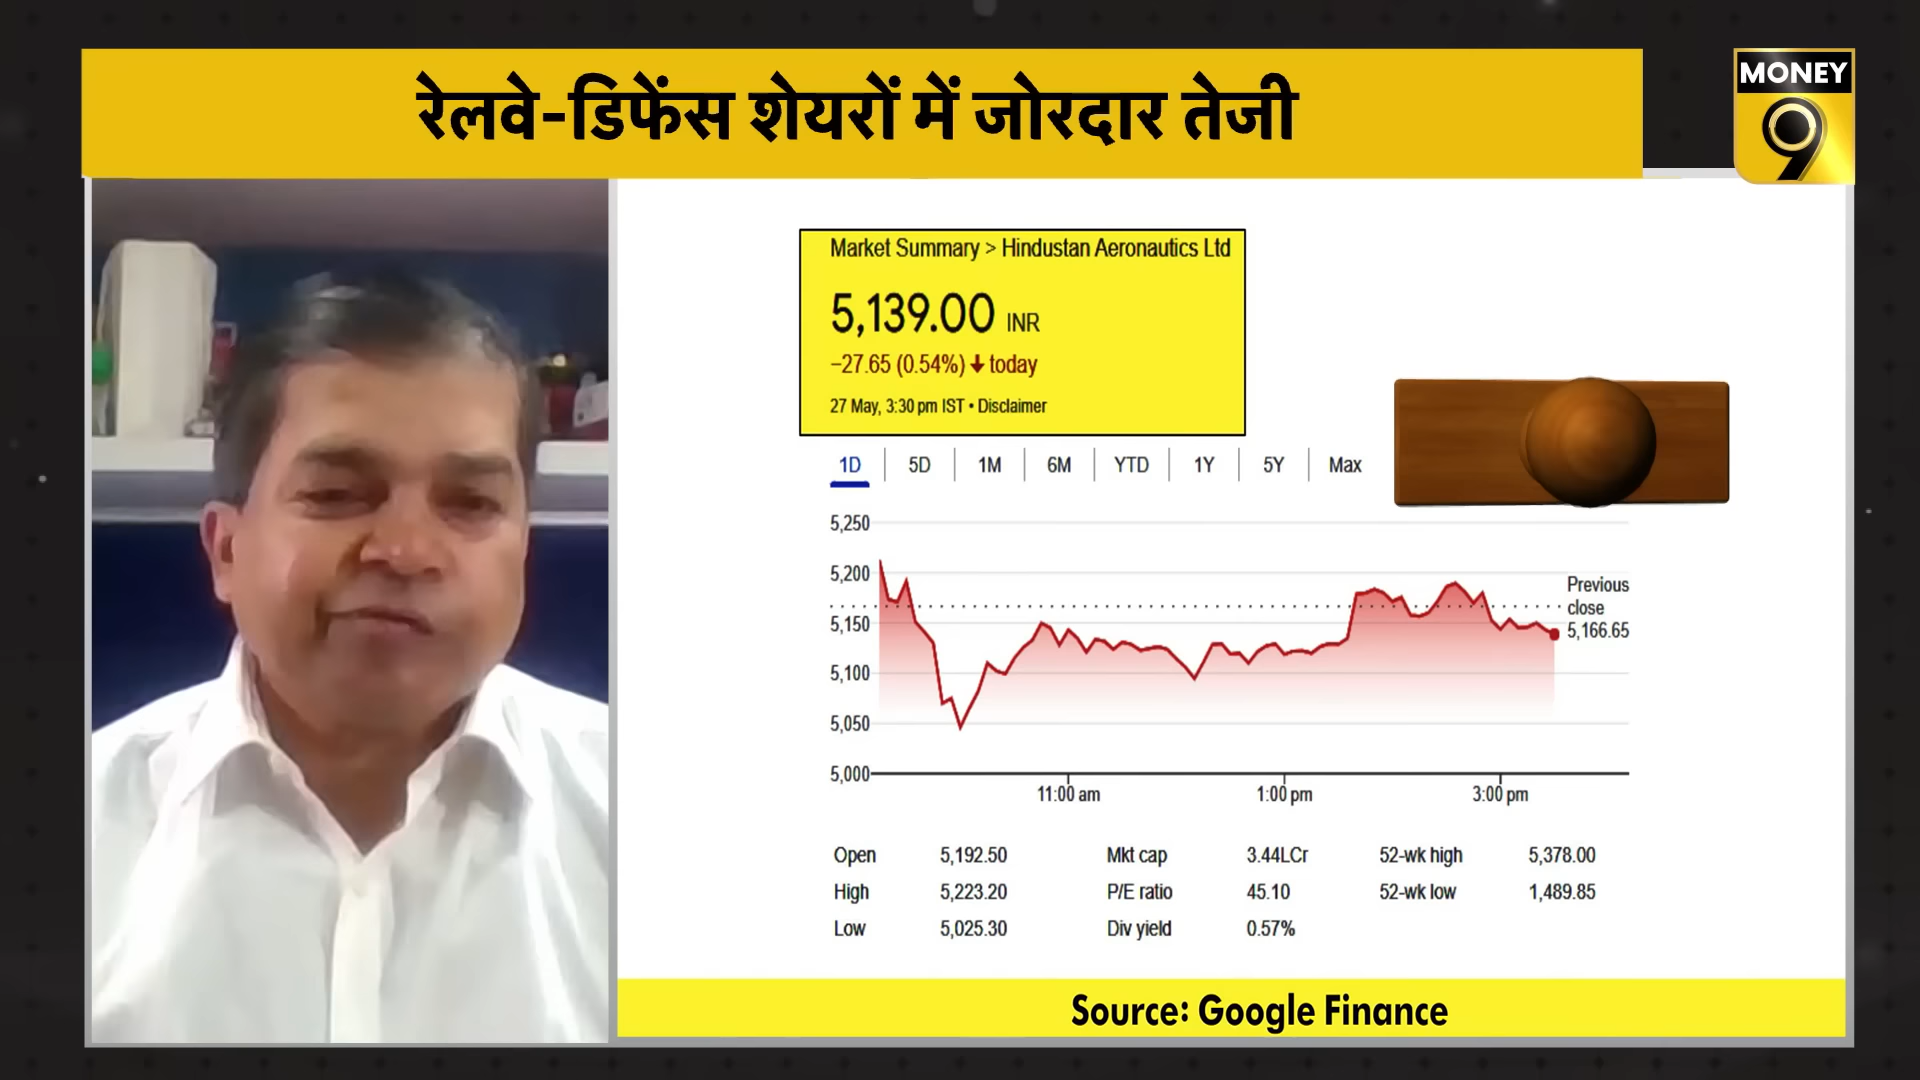 रेलवे-डिफेंस शेयरों में जोरदार तेजी
MONEY
9
Market Summary > Hindustan Aeronautics Ltd
5,139.00 INR
−27.65 (0.54%) ↓ today
27 May, 3:30 pm IST • Disclaimer
1D 5D 1M 6M YTD 1Y 5Y Max
5,250
5,200
5,150
5,100
5,050
5,000
Previous
close
5,166.65
11:00 am 1:00 pm 3:00 pm
Open 5,192.50 Mkt cap 3.44LCr 52-wk high 5,378.00
High 5,223.20 P/E ratio 45.10 52-wk low 1,489.85
Low 5,025.30 Div yield 0.57%
Source: Google Finance